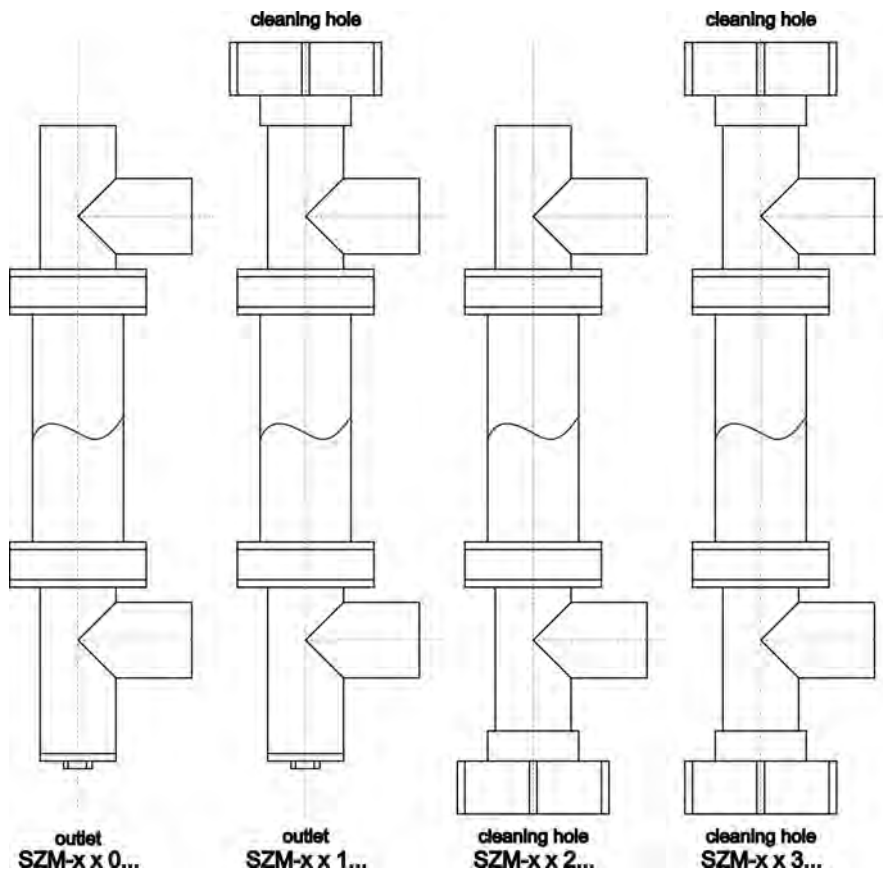 cleaning hole
cleaning hole
outlet
SZM-x x 0...
outlet
SZM-x x 1...
cleaning hole
SZM-x x 2...
cleaning hole
SZM-x x 3...